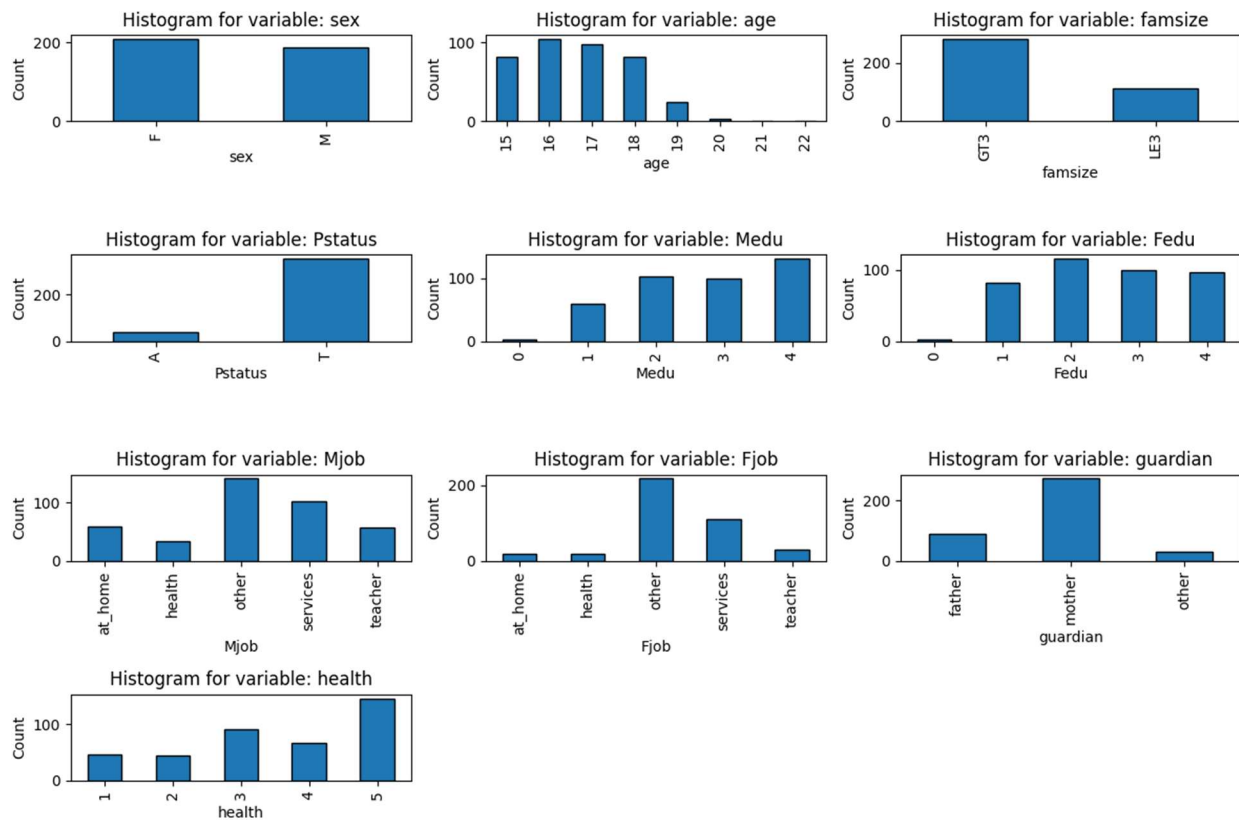 Histogram for variable: sex
Count
200
0
F
M
sex
Histogram for variable: age
Count
100
0
15
16
17
18
19
20
21
22
age
Histogram for variable: famsize
Count
200
0
GT3
LE3
famsize
Histogram for variable: Pstatus
Count
200
0
A
T
Pstatus
Histogram for variable: Medu
Count
100
0
0
1
2
3
4
Medu
Histogram for variable: Fedu
Count
100
0
0
1
2
3
4
Fedu
Histogram for variable: Mjob
Count
100
0
at_home
health
other
services
teacher
Mjob
Histogram for variable: Fjob
Count
200
0
at_home
health
other
services
teacher
Fjob
Histogram for variable: guardian
Count
200
0
father
mother
other
guardian
Histogram for variable: health
Count
100
0
1
2
3
4
5
health